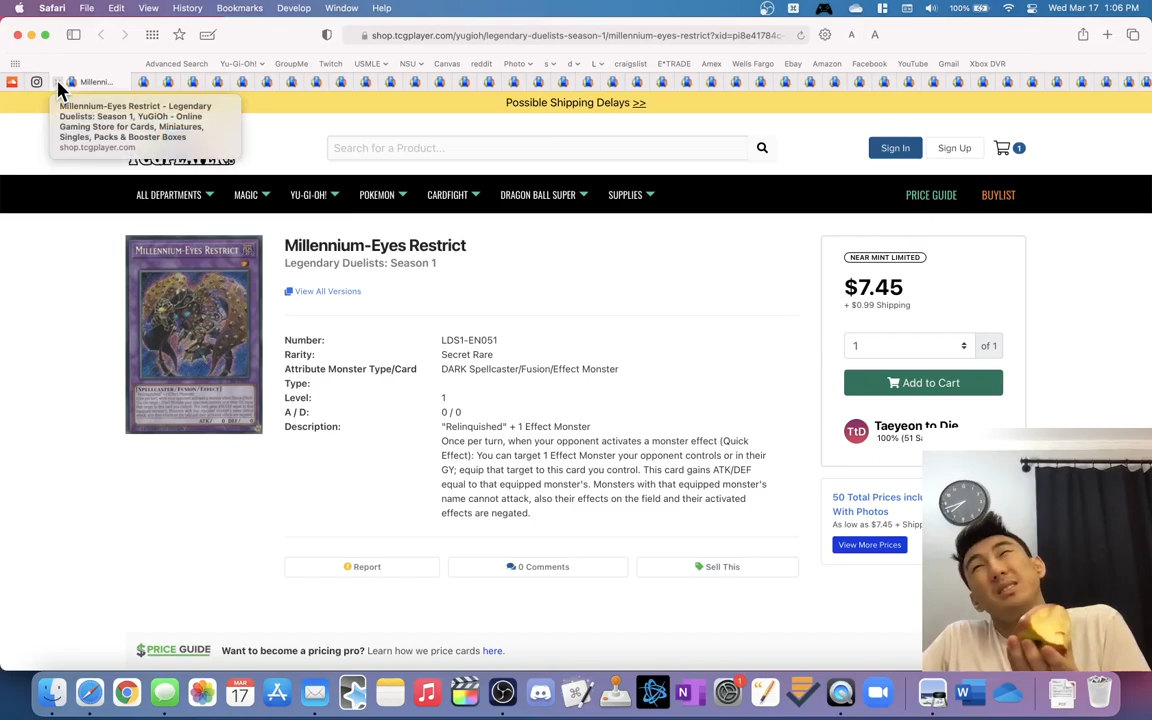 Safari File Edit View History Bookmarks Develop Window Help 100% Wed Mar 17 1:06 PM
shop.tcgplayer.com/yugioh/legendary-duelists-season-1/millennium-eyes-restrict?xid=pi8e41784c-
A A
Advanced Search Yu-Gi-Oh! GroupMe Twitch USMLE NSU Canvas reddit Photo s d L craigslist E*TRADE Amex Wells Fargo Ebay Amazon Facebook YouTube Gmail Xbox DVR
Millenni...
Possible Shipping Delays >>
Millennium-Eyes Restrict - Legendary
Duelists: Season 1, YuGiOh - Online
Gaming Store for Cards, Miniatures,
Singles, Packs & Booster Boxes
shop.tcgplayer.com
Search for a Product...
Sign In Sign Up 1
ALL DEPARTMENTS MAGIC YU-GI-OH! POKEMON CARDFIGHT DRAGON BALL SUPER SUPPLIES PRICE GUIDE BUYLIST
MILLENNIUM-EYES RESTRICT
[SPELLCASTER/FUSION/EFFECT]
Millennium-Eyes Restrict
Legendary Duelists: Season 1
View All Versions
Number: LDS1-EN051
Rarity: Secret Rare
Attribute Monster Type/Card DARK Spellcaster/Fusion/Effect Monster
Type:
Level: 1
A / D: 0 / 0
Description: "Relinquished" + 1 Effect Monster
Once per turn, when your opponent activates a monster effect (Quick
Effect): You can target 1 Effect Monster your opponent controls or in their
GY; equip that target to this card you control. This card gains ATK/DEF
equal to that equipped monster's. Monsters with that equipped monster's
name cannot attack, also their effects on the field and their activated
effects are negated.
Report 0 Comments Sell This
NEAR MINT LIMITED
$7.45
+ $0.99 Shipping
1 of 1
Add to Cart
TtD Taeyeon to Die
100% (51 Sa
50 Total Prices inclu
With Photos
As low as $7.45 + Shipp
View More Prices
$PRICE GUIDE Want to become a pricing pro? Learn how we price cards here.
MAR
17
1
N
W